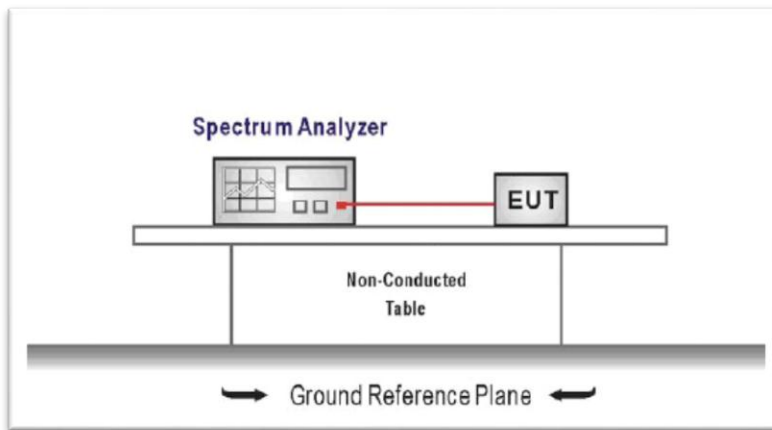 Spectrum Analyzer
EUT
Non-Conducted
Table
Ground Reference Plane